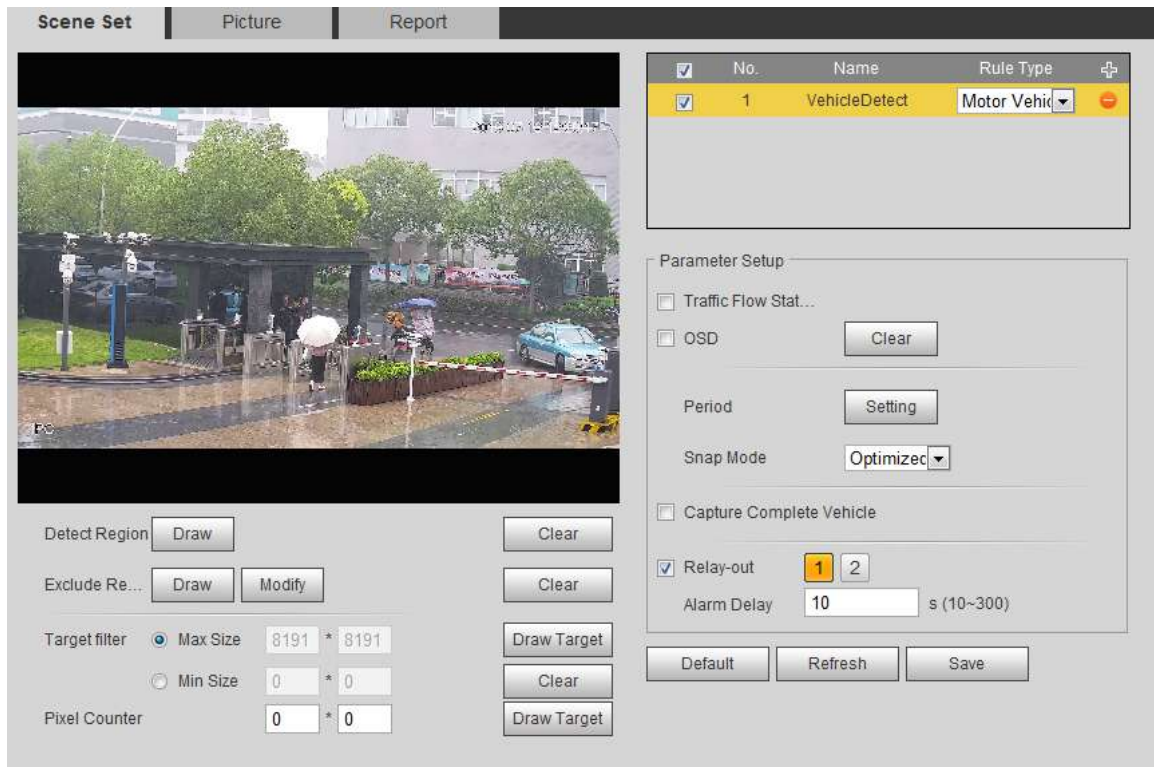 Scene Set Picture Report
No. Name Rule Type
1 VehicleDetect Motor Vehic
Parameter Setup
Traffic Flow Stat...
OSD Clear
Period Setting
Snap Mode Optimized
Capture Complete Vehicle
Relay-out 1 2
Alarm Delay 10 s (10~300)
Default Refresh Save
Detect Region Draw Clear
Exclude Re... Draw Modify Clear
Target filter Max Size 8191 * 8191 Draw Target
Min Size 0 * 0 Clear
Pixel Counter 0 * 0 Draw Target